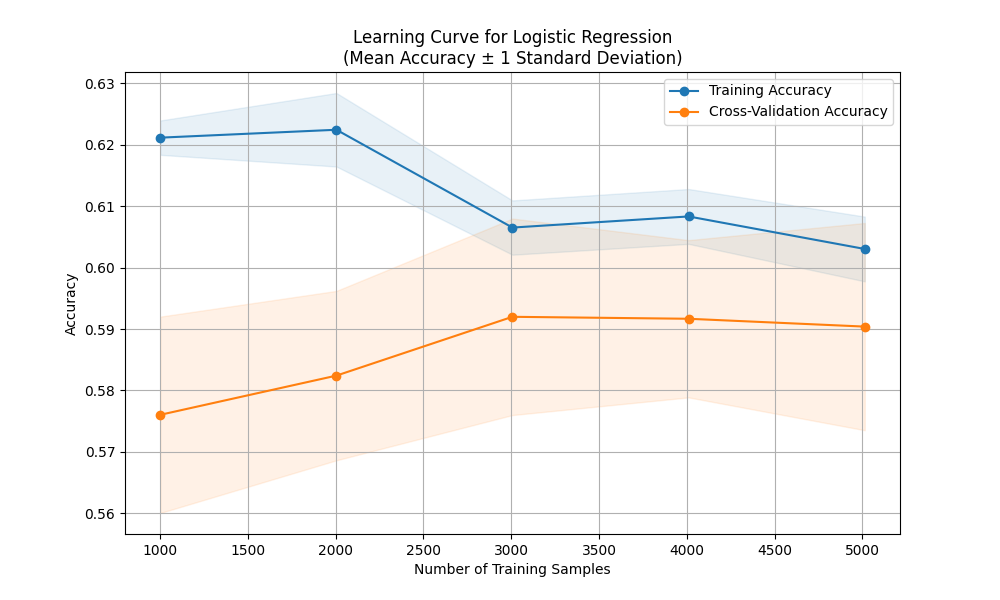 Learning Curve for Logistic Regression
(Mean Accuracy ± 1 Standard Deviation)
Training Accuracy
Cross-Validation Accuracy
Accuracy
0.63
0.62
0.61
0.60
0.59
0.58
0.57
0.56
1000 1500 2000 2500 3000 3500 4000 4500 5000
Number of Training Samples